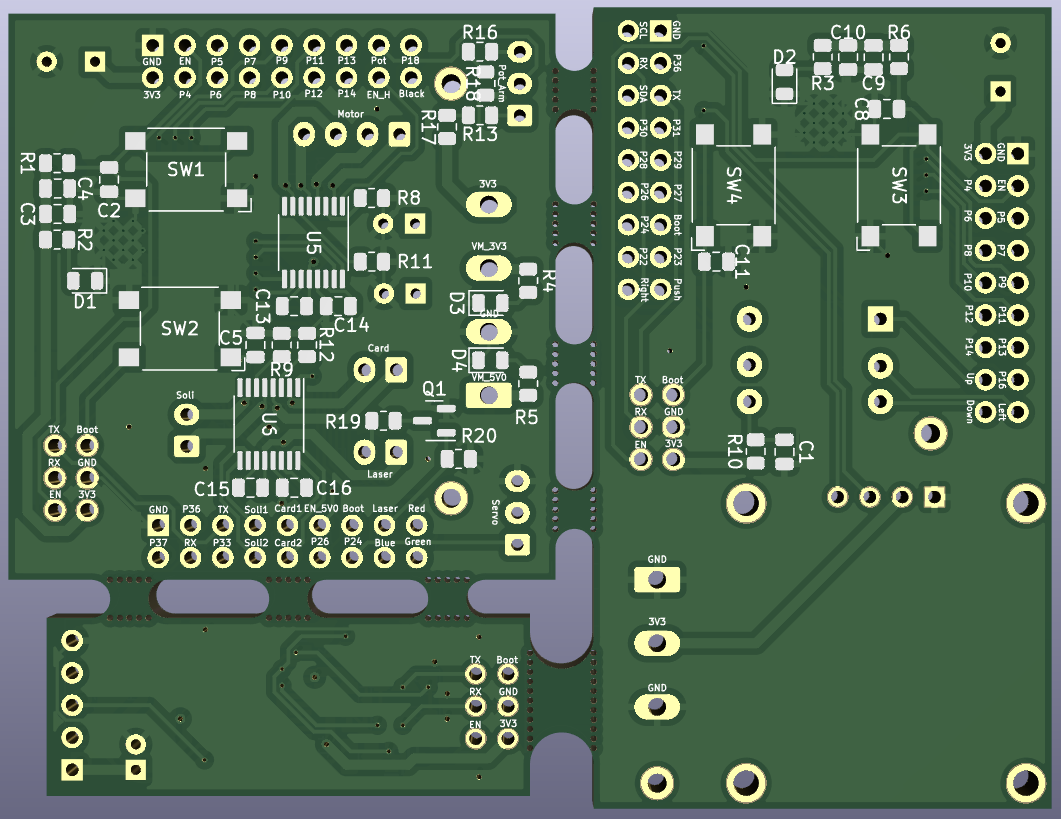 GND EN P5 P7 P9 P11 P13 Pot P18
3V3 P4 P6 P8 P10 P12 P14 EN_H Black
R16
R18
Pot_Arm
R13
R17
Motor
SW1
R1
C4
C2
C3
R2
D1
SW2
R8
U5
R11
3V3
VM_3V3
R4
D3
GND
D4
VM_5V0
R5
C13
C14
C5
R12
R9
Card
Q1
Soil
U5
R19
R20
Laser
C15
C16
Servo
TX Boot
RX GND
EN 3V3
GND P36 TX Soil1 Card1 EN_5V0 Boot Laser Red
P37 RX P33 Soil2 Card2 P26 P24 Blue Green
TX Boot
RX GND
EN 3V3
SCL GND
RX P36
SDA TX
P30 P31
P28 P29
P26 P27
P24 Boot
P22 P23
Right Push
D2
C10
R6
R3
C9
C8
SW4
SW3
C11
3V3 GND
P4 EN
P6 P5
P8 P7
P10 P9
P12 P11
P14 P13
Up P16
Down Left
TX Boot
RX GND
EN 3V3
R10
C1
GND
3V3
GND